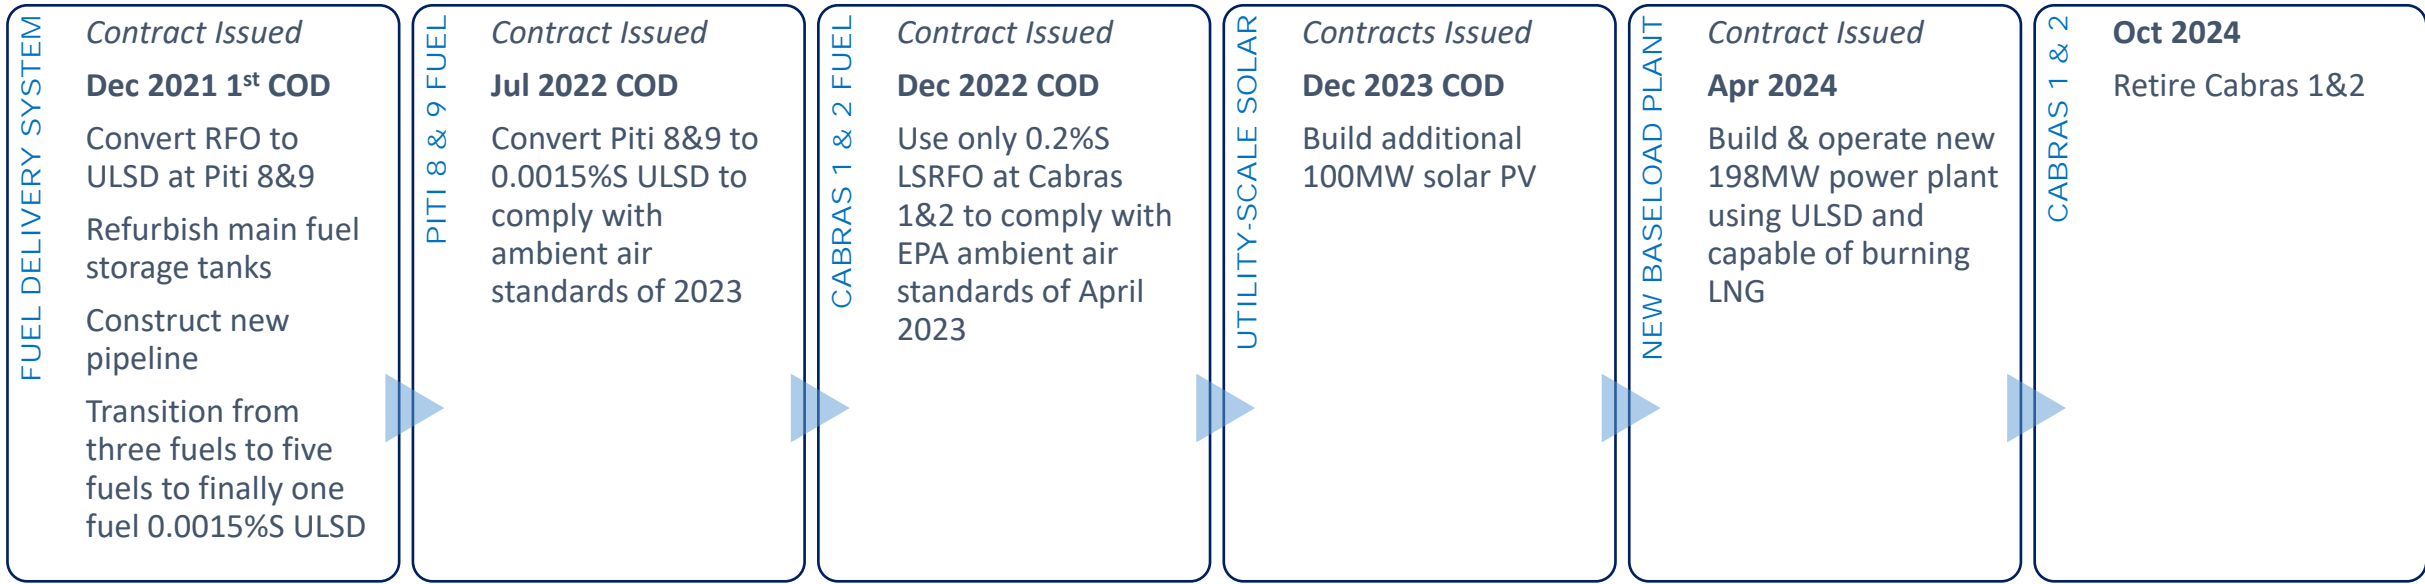 FUEL DELIVERY SYSTEM
Contract Issued
Dec 2021 1st COD
Convert RFO to
ULSD at Piti 8&9
Refurbish main fuel
storage tanks
Construct new
pipeline
Transition from
three fuels to five
fuels to finally one
fuel 0.0015%S ULSD
PITI 8 & 9 FUEL
Contract Issued
Jul 2022 COD
Convert Piti 8&9 to
0.0015%S ULSD to
comply with
ambient air
standards of 2023
CABRAS 1 & 2 FUEL
Contract Issued
Dec 2022 COD
Use only 0.2%S
LSRFO at Cabras
1&2 to comply with
EPA ambient air
standards of April
2023
UTILITY-SCALE SOLAR
Contracts Issued
Dec 2023 COD
Build additional
100MW solar PV
NEW BASELOAD PLANT
Contract Issued
Apr 2024
Build & operate new
198MW power plant
using ULSD and
capable of burning
LNG
CABRAS 1 & 2
Oct 2024
Retire Cabras 1&2